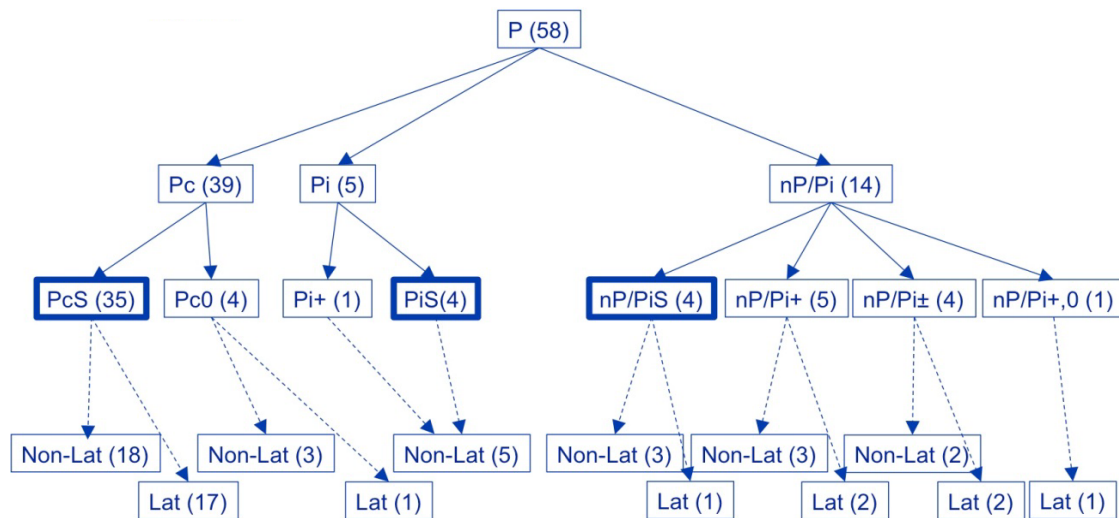 P (58)
Pc (39)
Pi (5)
nP/Pi (14)
PcS (35)
Pc0 (4)
Pi+ (1)
PiS(4)
nP/PiS (4)
nP/Pi+ (5)
nP/Pi± (4)
nP/Pi+,0 (1)
Non-Lat (18)
Non-Lat (3)
Non-Lat (5)
Non-Lat (3)
Non-Lat (3)
Non-Lat (2)
Lat (17)
Lat (1)
Lat (1)
Lat (2)
Lat (2)
Lat (1)